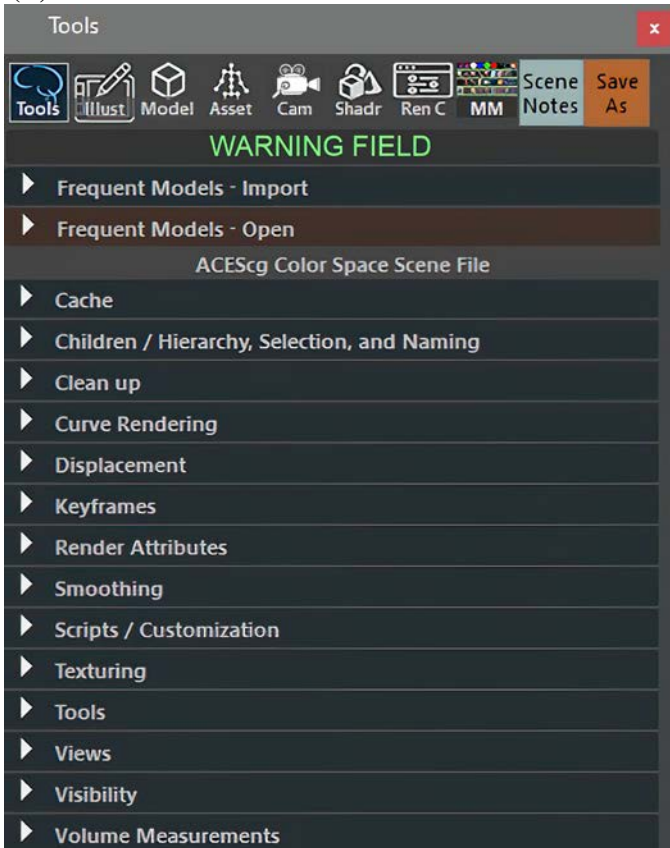 Tools
x
Tools Illust Model Asset Cam Shadr Ren C MM Scene Notes Save As
WARNING FIELD
Frequent Models - Import
Frequent Models - Open
ACEScg Color Space Scene File
Cache
Children / Hierarchy, Selection, and Naming
Clean up
Curve Rendering
Displacement
Keyframes
Render Attributes
Smoothing
Scripts / Customization
Texturing
Tools
Views
Visibility
Volume Measurements